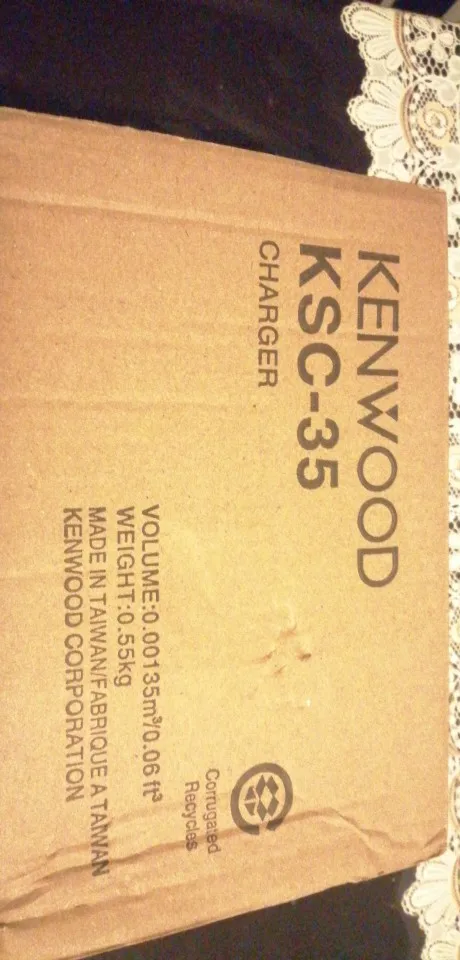 KENWOOD
KSC-35
CHARGER
VOLUME:0.00135m³/0.06 ft³
WEIGHT:0.55kg
MADE IN TAIWAN/FABRIQUE A TAIWAN
KENWOOD CORPORATION
Corrugated
Recycles